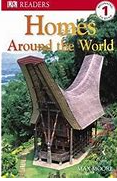 DK READERS
1
Homes
Around the World
MAX MOORE